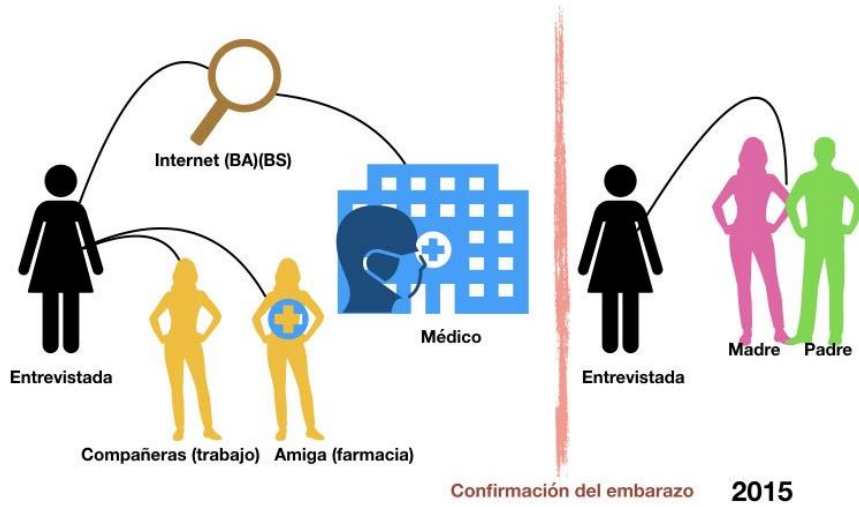 Internet (BA)(BS)
Médico
Entrevistada
Compañeras (trabajo)
Amiga (farmacia)
Entrevistada
Madre
Padre
Confirmación del embarazo
2015